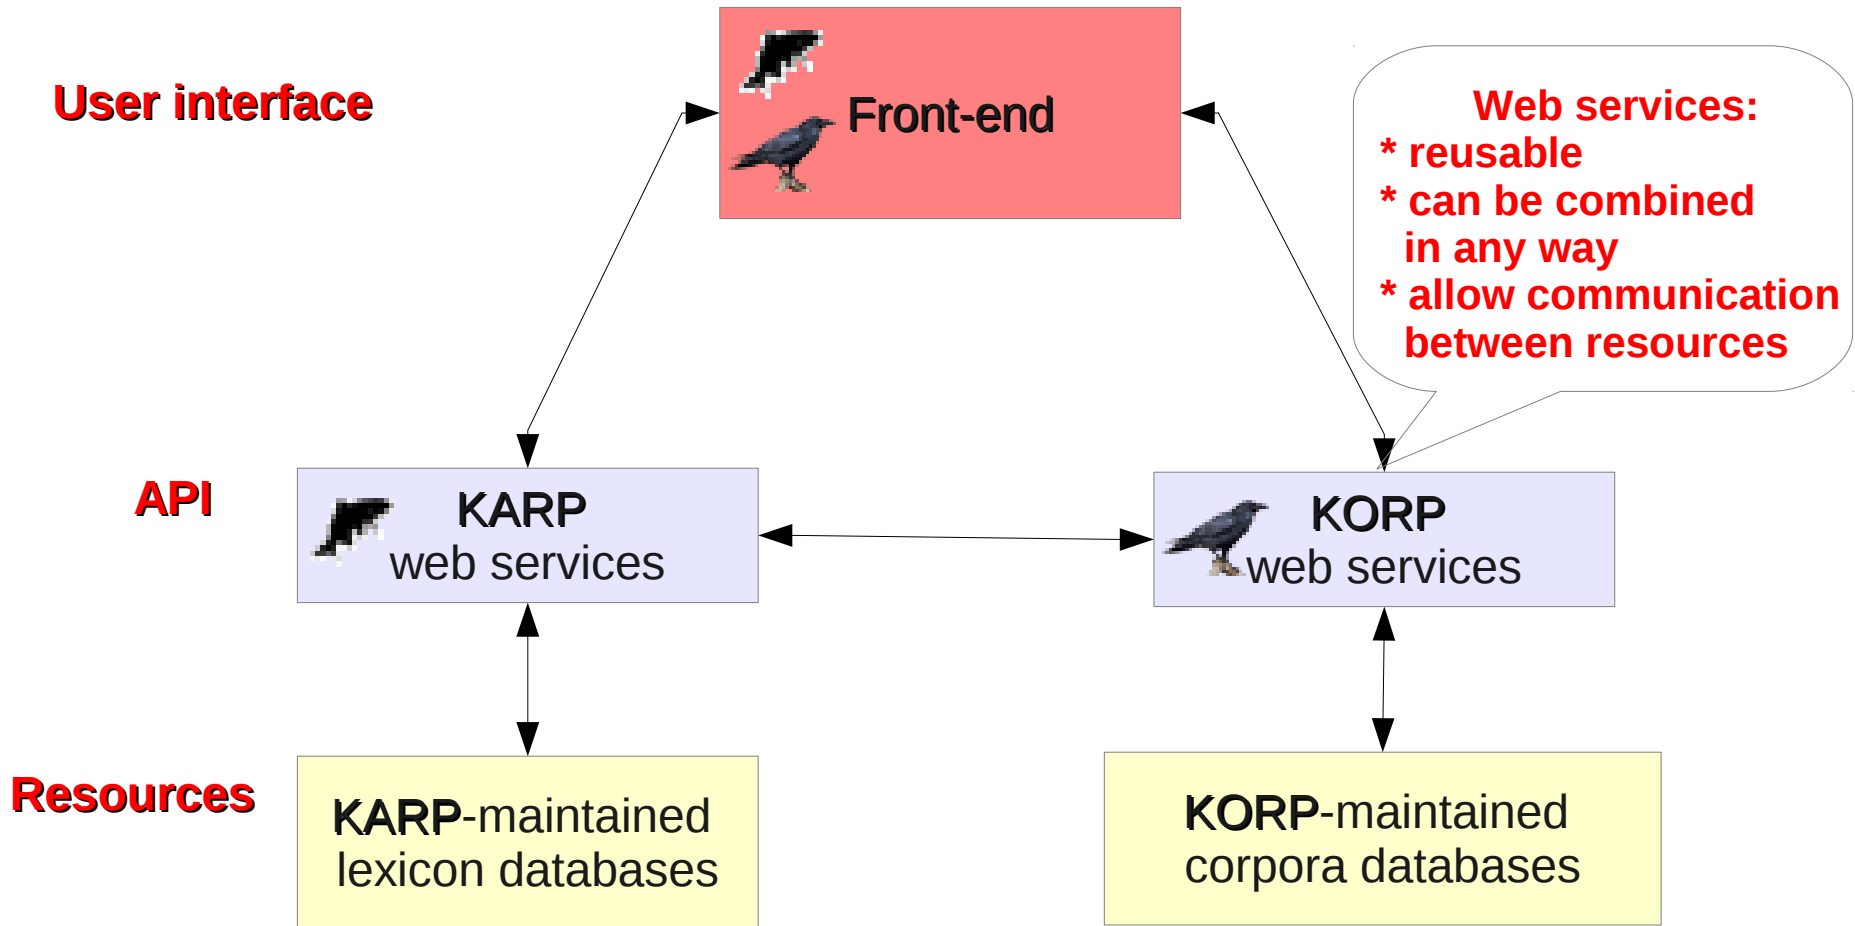 User interface
Front-end
Web services:
* reusable
* can be combined
in any way
* allow communication
between resources
API
KARP
web services
KORP
web services
Resources
KARP-maintained
lexicon databases
KORP-maintained
corpora databases